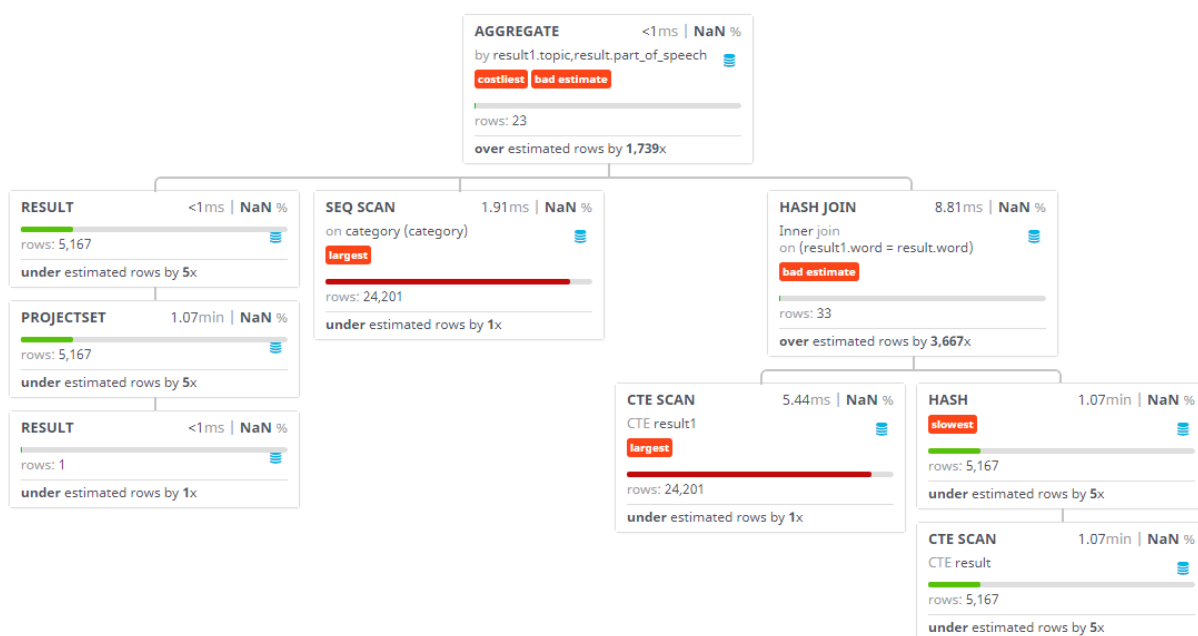 AGGREGATE <1ms | NaN %
by result1.topic,result.part_of_speech
costliest bad estimate
rows: 23
over estimated rows by 1,739x
RESULT <1ms | NaN %
rows: 5,167
under estimated rows by 5x
PROJECTSET 1.07min | NaN %
rows: 5,167
under estimated rows by 5x
RESULT <1ms | NaN %
rows: 1
under estimated rows by 1x
SEQ SCAN 1.91ms | NaN %
on category (category)
largest
rows: 24,201
under estimated rows by 1x
HASH JOIN 8.81ms | NaN %
Inner join
on (result1.word = result.word)
bad estimate
rows: 33
over estimated rows by 3,667x
CTE SCAN 5.44ms | NaN %
CTE result1
largest
rows: 24,201
under estimated rows by 1x
HASH 1.07min | NaN %
slowest
rows: 5,167
under estimated rows by 5x
CTE SCAN 1.07min | NaN %
CTE result
rows: 5,167
under estimated rows by 5x